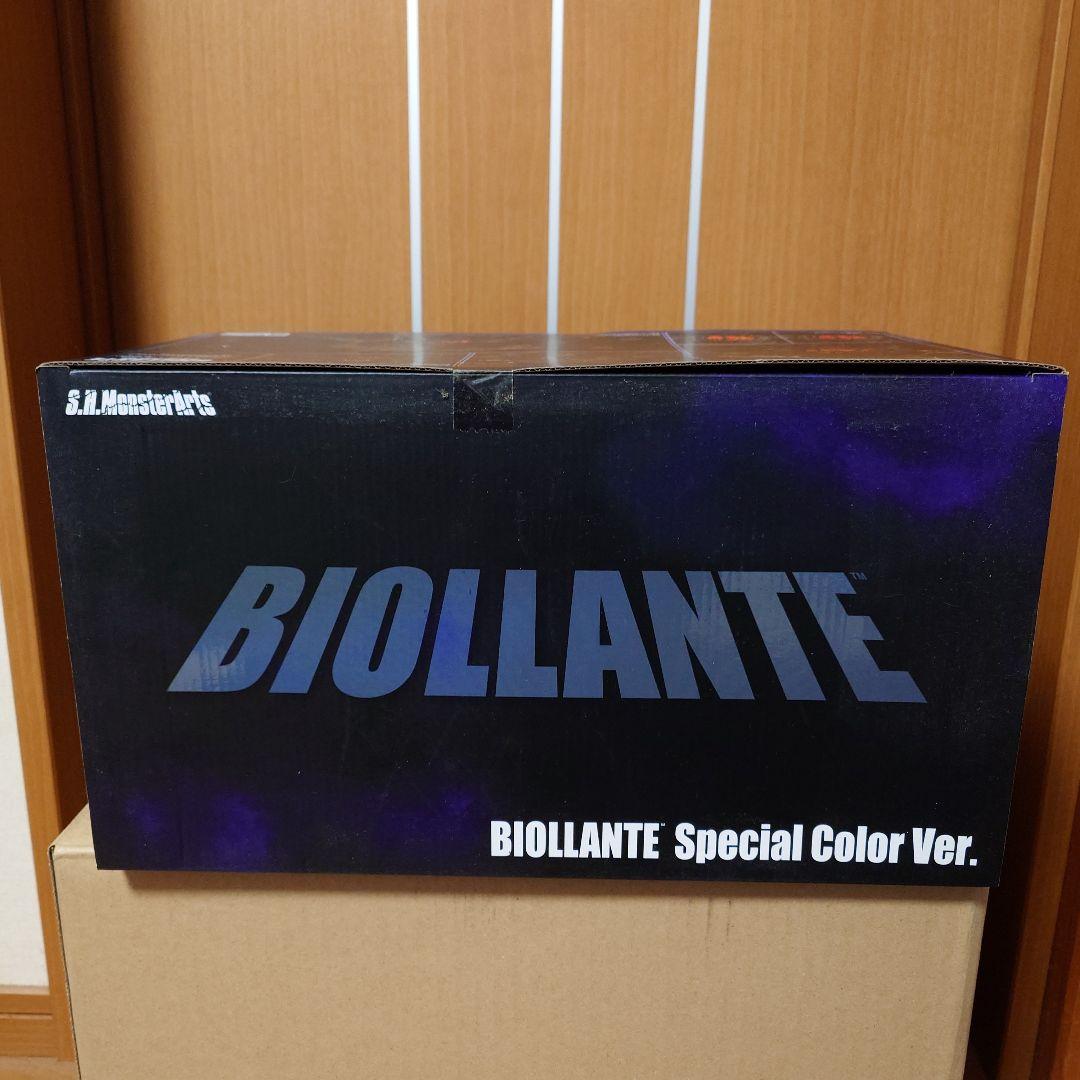 S.H.MonsterArts
BIOLLANTE™
BIOLLANTE™ Special Color Ver.